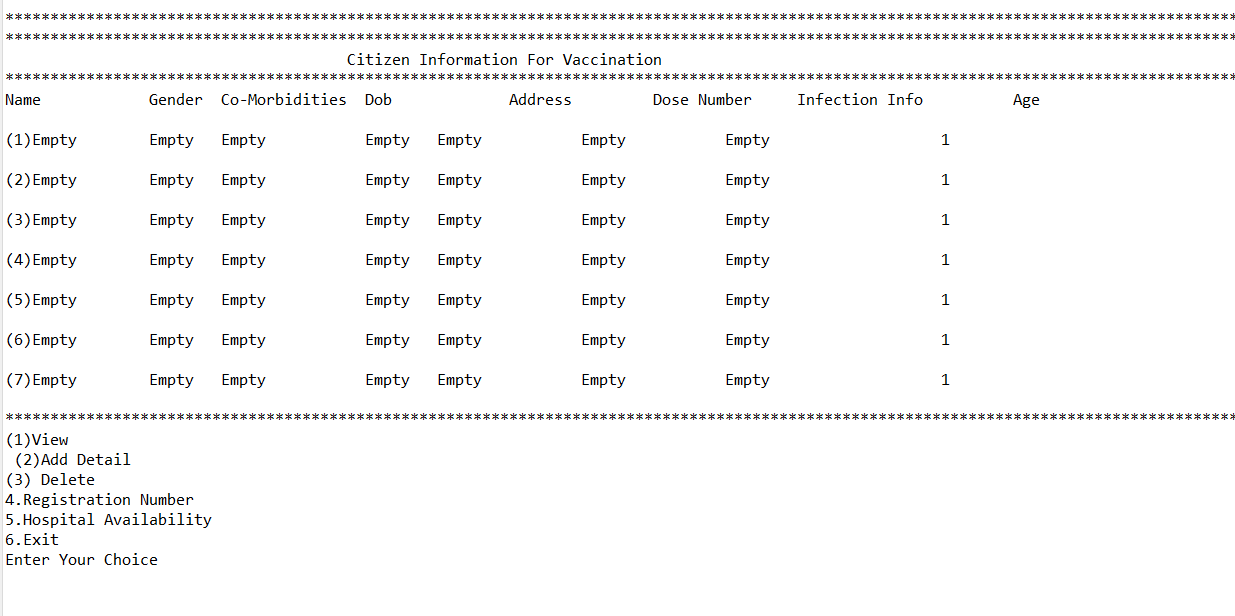 ****************************************************************************************************************************************
****************************************************************************************************************************************
Citizen Information For Vaccination
****************************************************************************************************************************************
Name Gender Co-Morbidities Dob Address Dose Number Infection Info Age
(1)Empty Empty Empty Empty Empty Empty Empty 1
(2)Empty Empty Empty Empty Empty Empty Empty 1
(3)Empty Empty Empty Empty Empty Empty Empty 1
(4)Empty Empty Empty Empty Empty Empty Empty 1
(5)Empty Empty Empty Empty Empty Empty Empty 1
(6)Empty Empty Empty Empty Empty Empty Empty 1
(7)Empty Empty Empty Empty Empty Empty Empty 1
****************************************************************************************************************************************
(1)View
(2)Add Detail
(3) Delete
4.Registration Number
5.Hospital Availability
6.Exit
Enter Your Choice